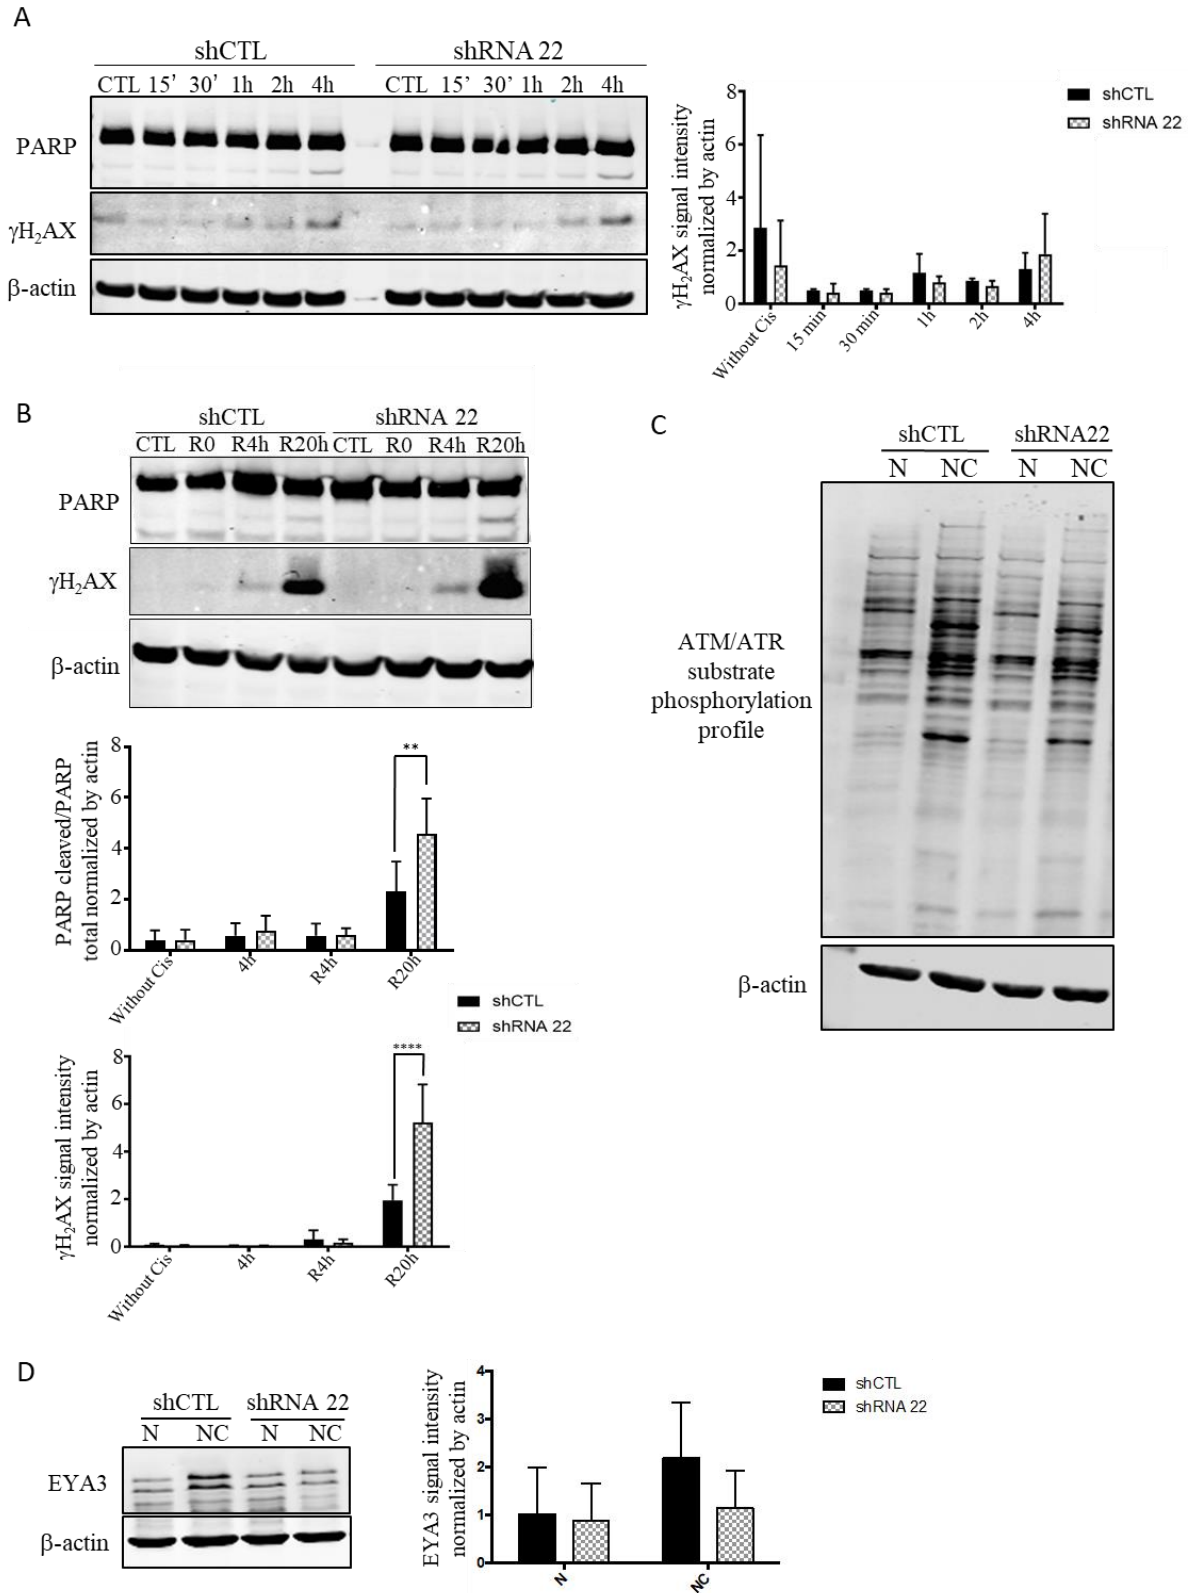 A
shCTL shRNA 22
CTL 15’ 30’ 1h 2h 4h CTL 15’ 30’ 1h 2h 4h
PARP
γH₂AX
β-actin
γH₂AX signal intensity
normalized by actin
8
6
4
2
0
Without Cis 15 min 30 min 1h 2h 4h
shCTL
shRNA 22
B
shCTL shRNA 22
CTL R0 R4h R20h CTL R0 R4h R20h
PARP
γH₂AX
β-actin
PARP cleaved/PARP
total normalized by actin
8
6
4
2
0
**
Without Cis 4h R4h R20h
shCTL
shRNA 22
γH₂AX signal intensity
normalized by actin
8
6
4
2
0
****
Without Cis 4h R4h R20h
C
shCTL shRNA22
N NC N NC
ATM/ATR
substrate
phosphorylation
profile
β-actin
D
shCTL shRNA 22
N NC N NC
EYA3
β-actin
EYA3 signal intensity
normalized by actin
4
3
2
1
0
N NC
shCTL
shRNA 22